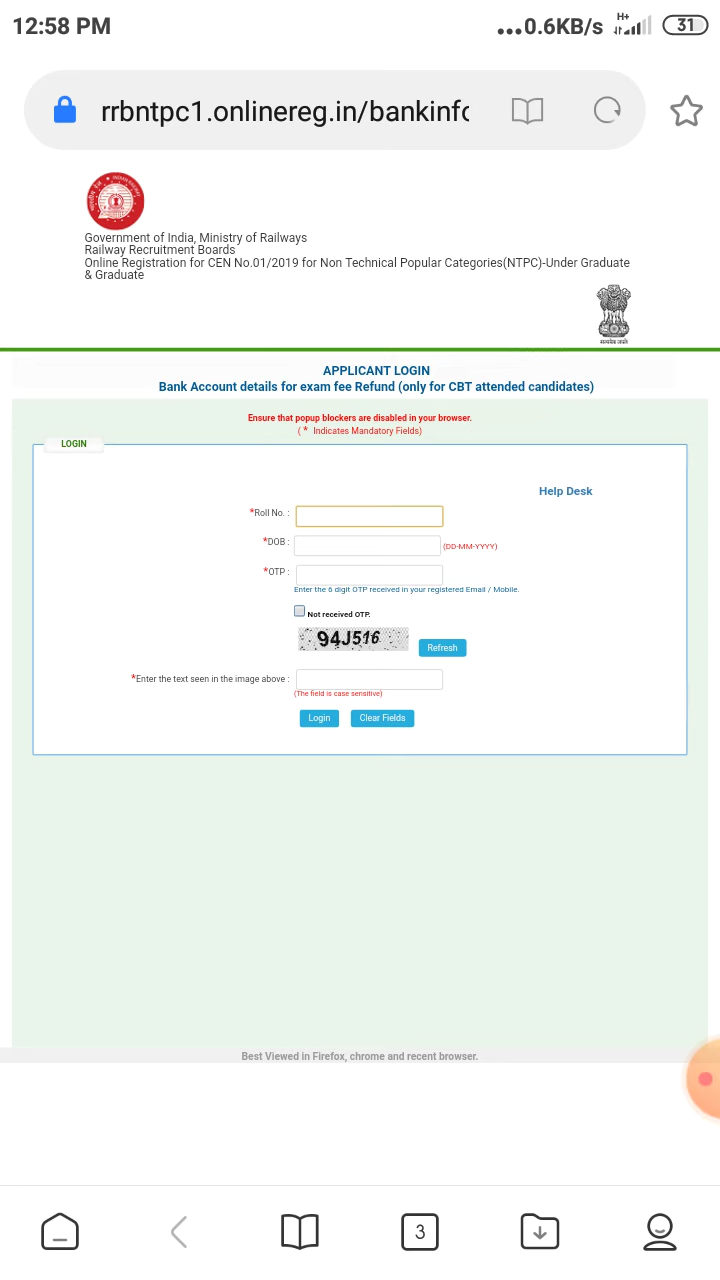 12:58 PM ...0.6KB/s H+ 31
rrbntpc1.onlinereg.in/bankinfo
Government of India, Ministry of Railways
Railway Recruitment Boards
Online Registration for CEN No.01/2019 for Non Technical Popular Categories(NTPC)-Under Graduate
& Graduate
सत्यमेव जयते
APPLICANT LOGIN
Bank Account details for exam fee Refund (only for CBT attended candidates)
Ensure that popup blockers are disabled in your browser.
( * Indicates Mandatory Fields)
LOGIN
Help Desk
*Roll No. :
*DOB : (DD-MM-YYYY)
*OTP :
Enter the 6 digit OTP received in your registered Email / Mobile.
Not received OTP.
94J516 Refresh
*Enter the text seen in the image above :
(The field is case sensitive)
Login Clear Fields
Best Viewed in Firefox, chrome and recent browser.
3